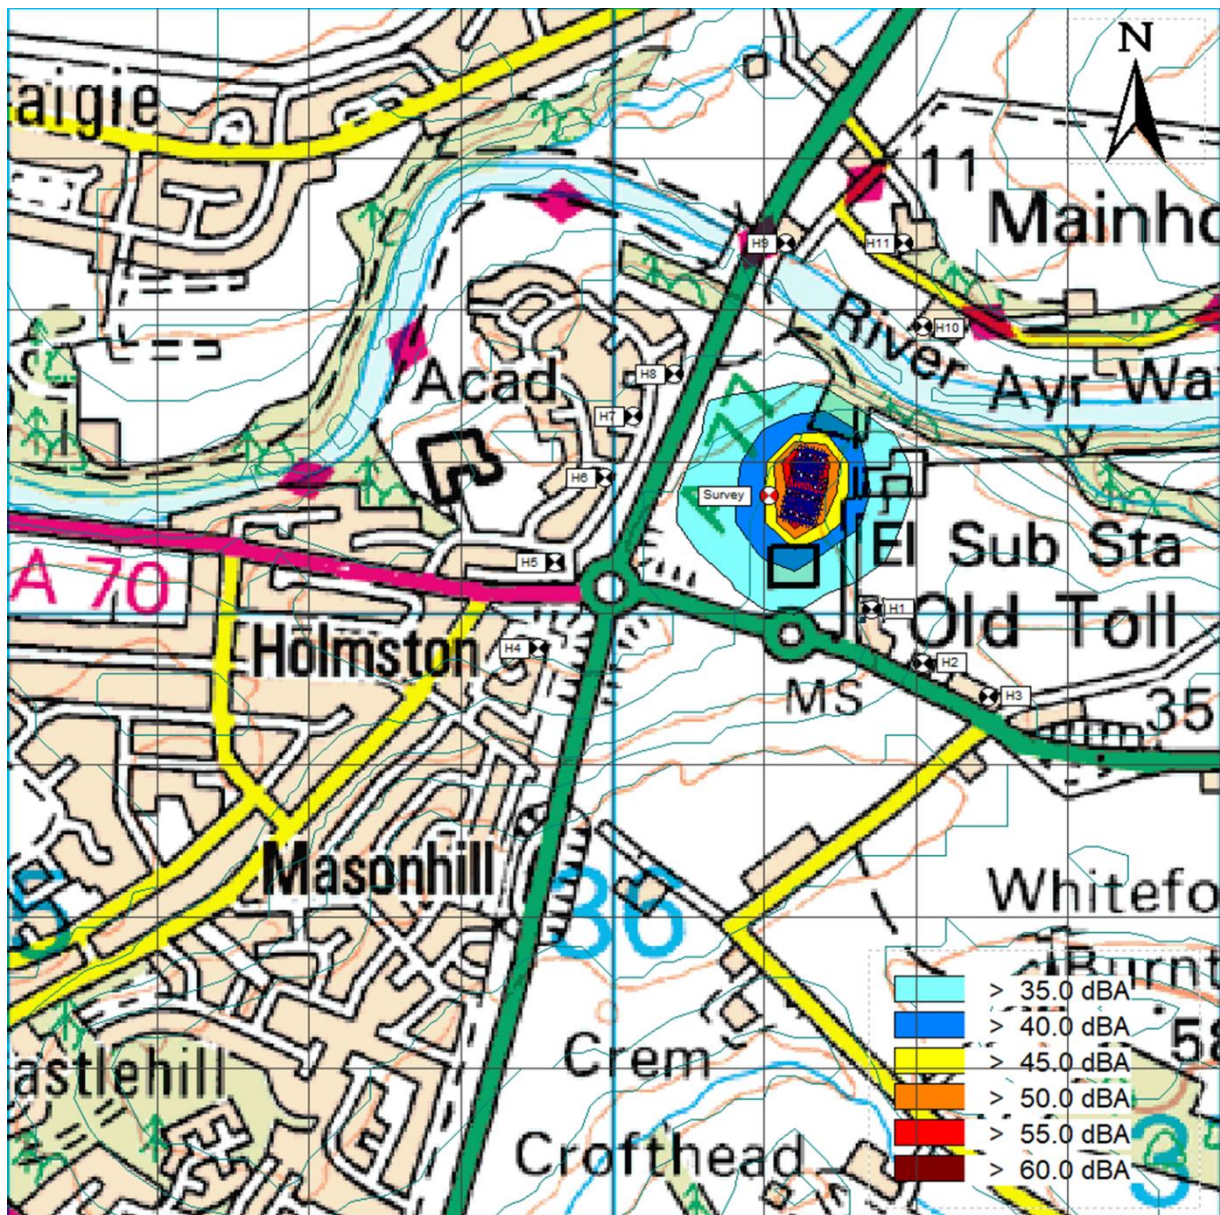 N
aigie
11
Mainho
H9
H11
River Ayr Wa
H10
H8
Acad
H7
H6
Survey
El Sub Sta
H5
A 70
H1
Old Toll
Holmston
H4
H2
MS
H3
35
Masonhill
36
5
Whitefo
Burnt
58
> 35.0 dBA
> 40.0 dBA
> 45.0 dBA
> 50.0 dBA
> 55.0 dBA
> 60.0 dBA
Crem
astlehill
Crofthead
3